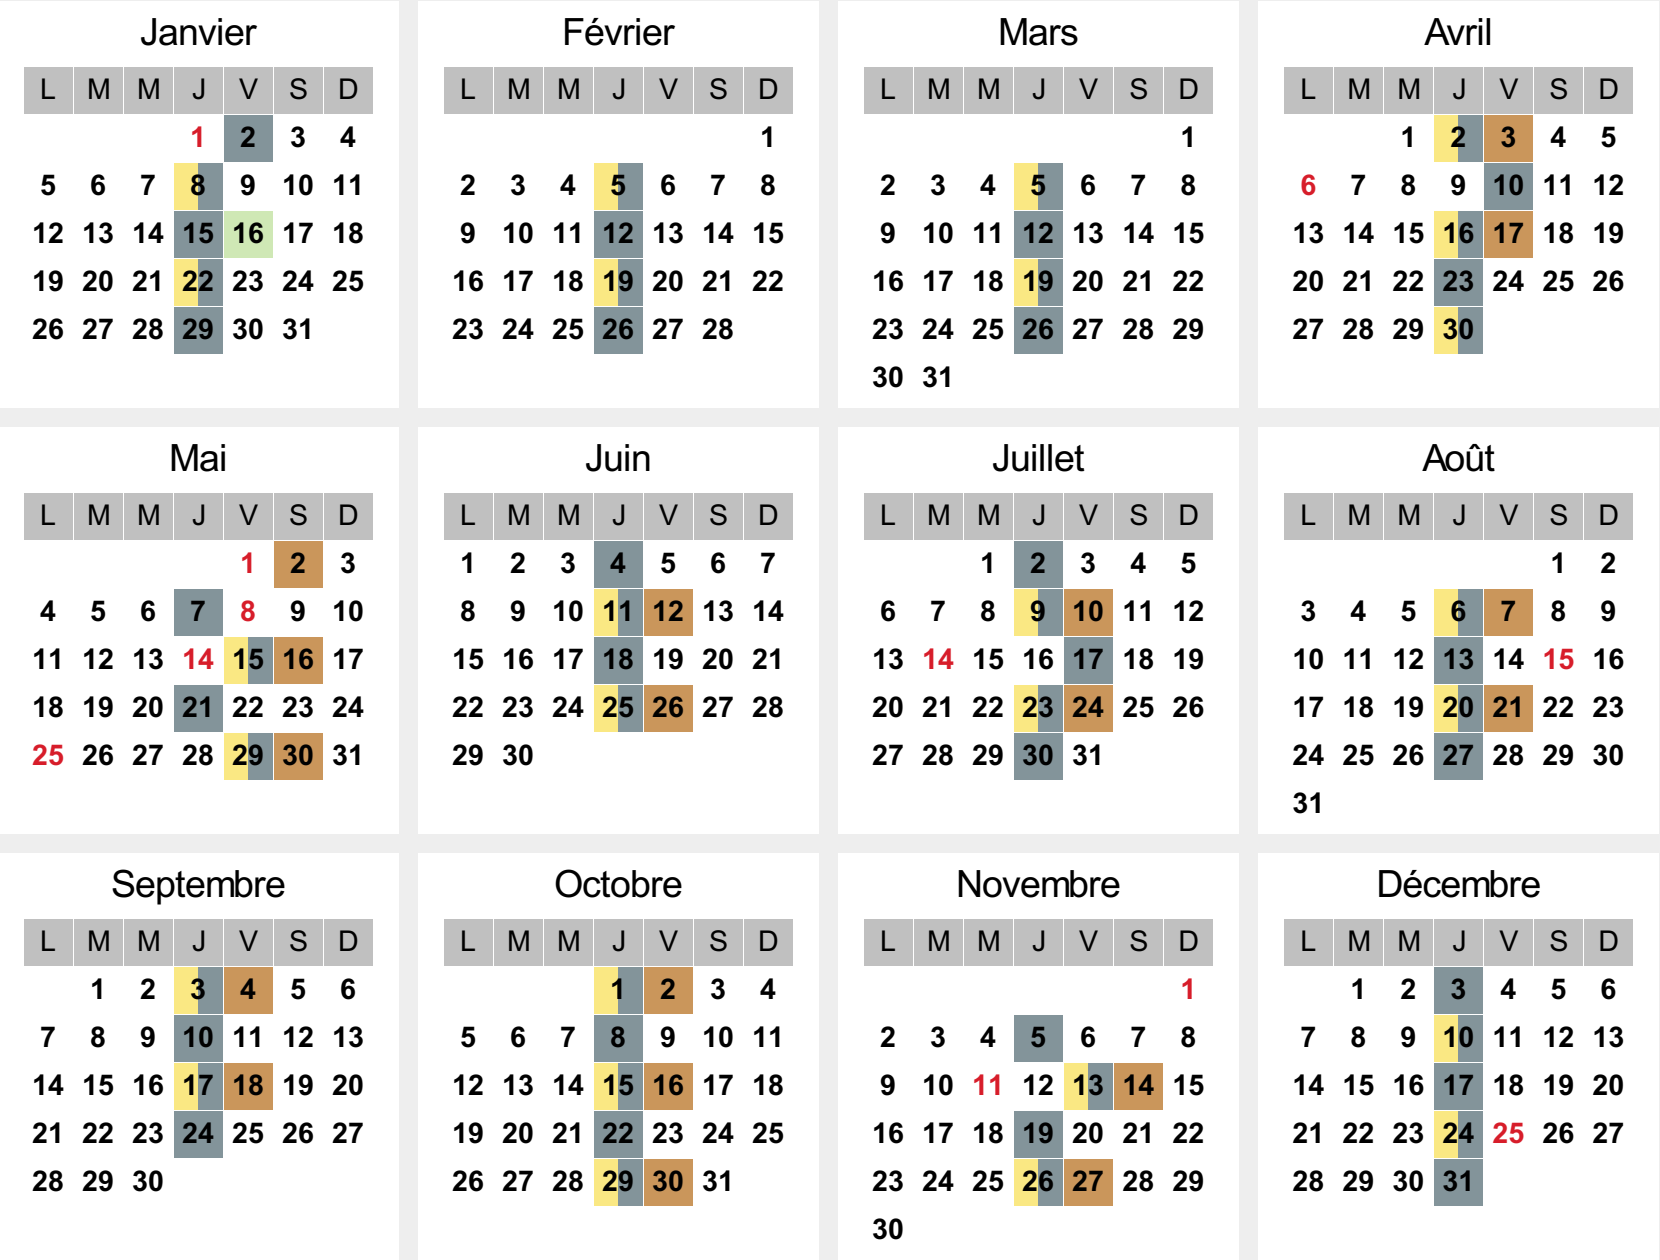 Janvier
L M M J V S D
1 2 3 4
5 6 7 8 9 10 11
12 13 14 15 16 17 18
19 20 21 22 23 24 25
26 27 28 29 30 31
Février
L M M J V S D
1
2 3 4 5 6 7 8
9 10 11 12 13 14 15
16 17 18 19 20 21 22
23 24 25 26 27 28
Mars
L M M J V S D
1
2 3 4 5 6 7 8
9 10 11 12 13 14 15
16 17 18 19 20 21 22
23 24 25 26 27 28 29
30 31
Avril
L M M J V S D
1 2 3 4 5
6 7 8 9 10 11 12
13 14 15 16 17 18 19
20 21 22 23 24 25 26
27 28 29 30
Mai
L M M J V S D
1 2 3
4 5 6 7 8 9 10
11 12 13 14 15 16 17
18 19 20 21 22 23 24
25 26 27 28 29 30 31
Juin
L M M J V S D
1 2 3 4 5 6 7
8 9 10 11 12 13 14
15 16 17 18 19 20 21
22 23 24 25 26 27 28
29 30
Juillet
L M M J V S D
1 2 3 4 5
6 7 8 9 10 11 12
13 14 15 16 17 18 19
20 21 22 23 24 25 26
27 28 29 30 31
Août
L M M J V S D
1 2
3 4 5 6 7 8 9
10 11 12 13 14 15 16
17 18 19 20 21 22 23
24 25 26 27 28 29 30
31
Septembre
L M M J V S D
1 2 3 4 5 6
7 8 9 10 11 12 13
14 15 16 17 18 19 20
21 22 23 24 25 26 27
28 29 30
Octobre
L M M J V S D
1 2 3 4
5 6 7 8 9 10 11
12 13 14 15 16 17 18
19 20 21 22 23 24 25
26 27 28 29 30 31
Novembre
L M M J V S D
1
2 3 4 5 6 7 8
9 10 11 12 13 14 15
16 17 18 19 20 21 22
23 24 25 26 27 28 29
30
Décembre
L M M J V S D
1 2 3 4 5 6
7 8 9 10 11 12 13
14 15 16 17 18 19 20
21 22 23 24 25 26 27
28 29 30 31